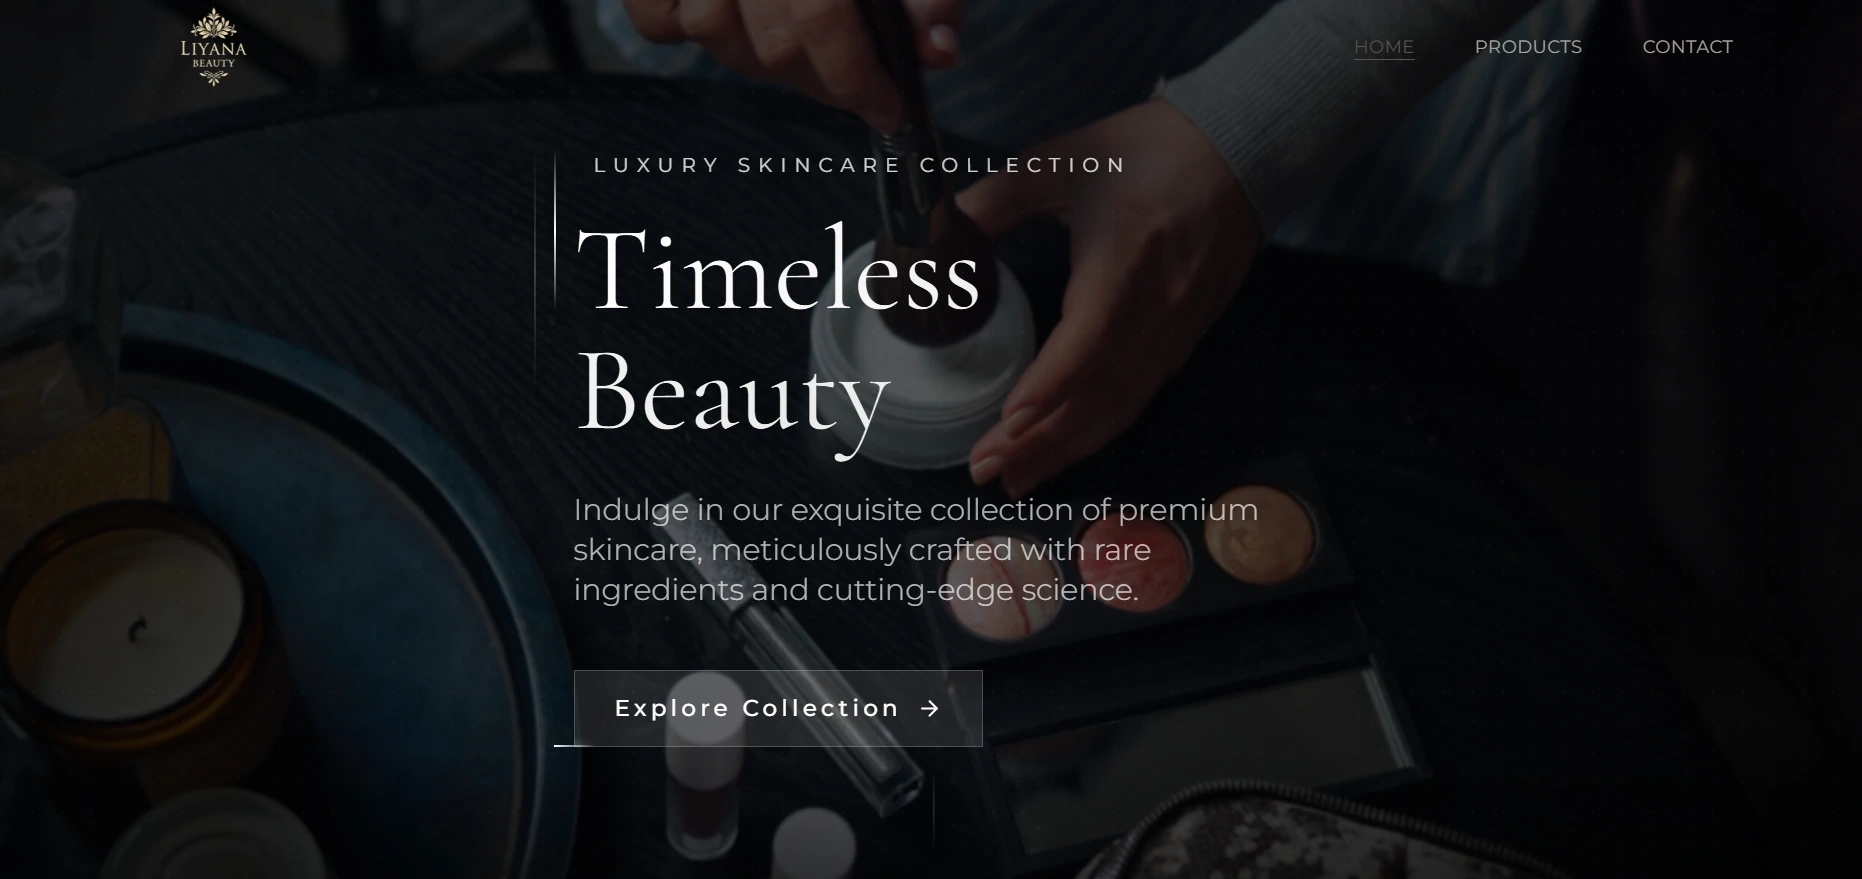 LIYANA
BEAUTY
HOME
PRODUCTS
CONTACT
LUXURY SKINCARE COLLECTION
Timeless
Beauty
Indulge in our exquisite collection of premium
skincare, meticulously crafted with rare
ingredients and cutting-edge science.
Explore Collection →